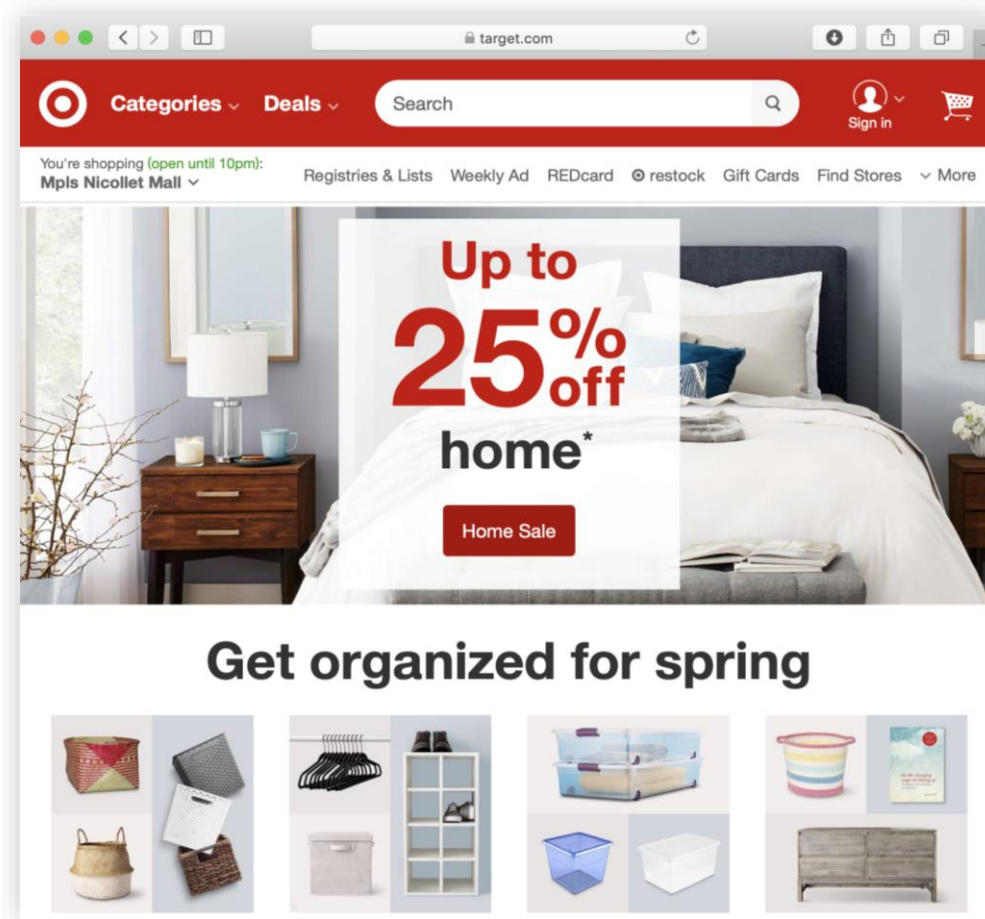 target.com
Categories Deals Search Sign in
You're shopping (open until 10pm):
Mpls Nicollet Mall
Registries & Lists Weekly Ad REDcard restock Gift Cards Find Stores More
Up to
25% off
home*
Home Sale
Get organized for spring